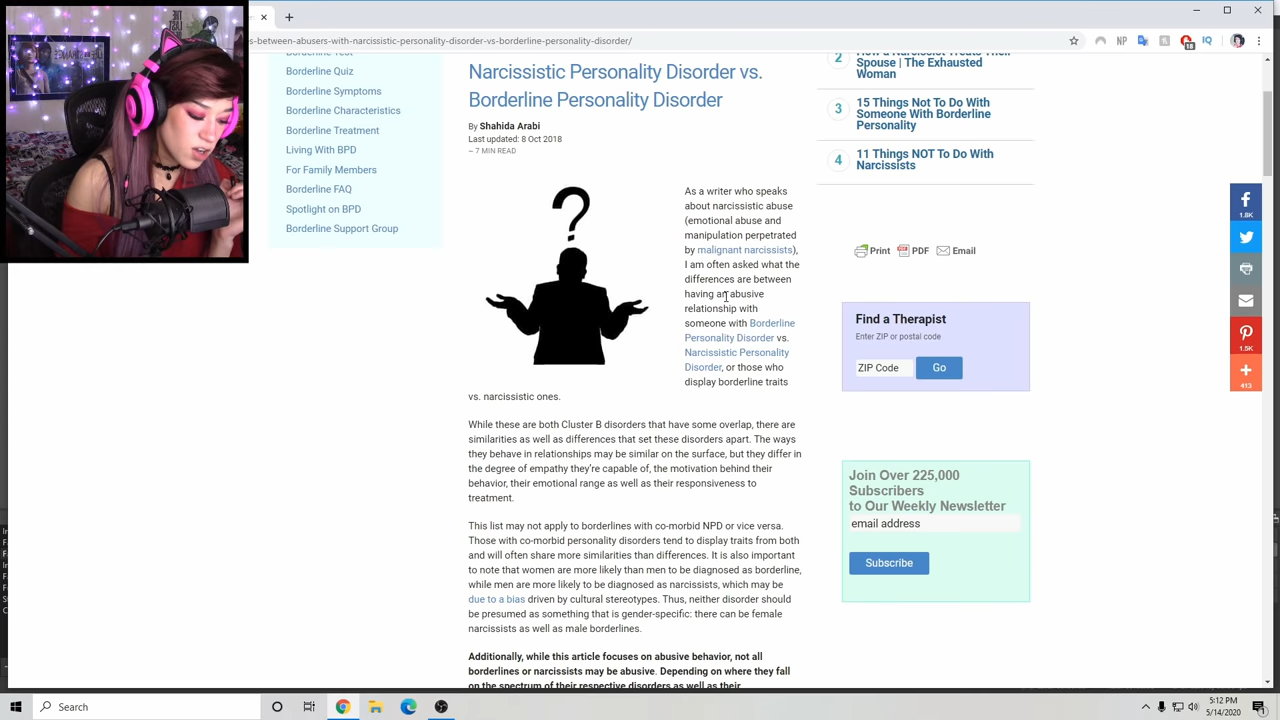 s-between-abusers-with-narcissistic-personality-disorder-vs-borderline-personality-disorder/
NP
18
IQ
Borderline Test
Borderline Quiz
Borderline Symptoms
Borderline Characteristics
Borderline Treatment
Living With BPD
For Family Members
Borderline FAQ
Spotlight on BPD
Borderline Support Group
Narcissistic Personality Disorder vs.
Borderline Personality Disorder
By Shahida Arabi
Last updated: 8 Oct 2018
~ 7 MIN READ
As a writer who speaks
about narcissistic abuse
(emotional abuse and
manipulation perpetrated
by malignant narcissists),
I am often asked what the
differences are between
having an abusive
relationship with
someone with Borderline
Personality Disorder vs.
Narcissistic Personality
Disorder, or those who
display borderline traits
vs. narcissistic ones.
While these are both Cluster B disorders that have some overlap, there are
similarities as well as differences that set these disorders apart. The ways
they behave in relationships may be similar on the surface, but they differ in
the degree of empathy they're capable of, the motivation behind their
behavior, their emotional range as well as their responsiveness to
treatment.
This list may not apply to borderlines with co-morbid NPD or vice versa.
Those with co-morbid personality disorders tend to display traits from both
and will often share more similarities than differences. It is also important
to note that women are more likely than men to be diagnosed as borderline,
while men are more likely to be diagnosed as narcissists, which may be
due to a bias driven by cultural stereotypes. Thus, neither disorder should
be presumed as something that is gender-specific: there can be female
narcissists as well as male borderlines.
Additionally, while this article focuses on abusive behavior, not all
borderlines or narcissists may be abusive. Depending on where they fall
on the spectrum of their respective disorders as well as their
2
How a Narcissist Treats Their
Spouse | The Exhausted
Woman
3
15 Things Not To Do With
Someone With Borderline
Personality
4
11 Things NOT To Do With
Narcissists
Print PDF Email
Find a Therapist
Enter ZIP or postal code
ZIP Code Go
Join Over 225,000
Subscribers
to Our Weekly Newsletter
email address
Subscribe
1.8K
1.5K
413
Search
5:12 PM
5/14/2020